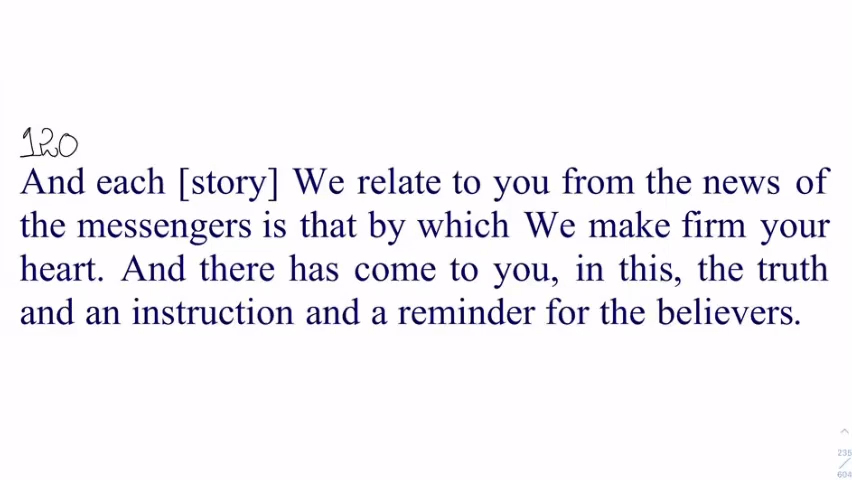 120
And each [story] We relate to you from the news of
the messengers is that by which We make firm your
heart. And there has come to you, in this, the truth
and an instruction and a reminder for the believers.
238
/
604